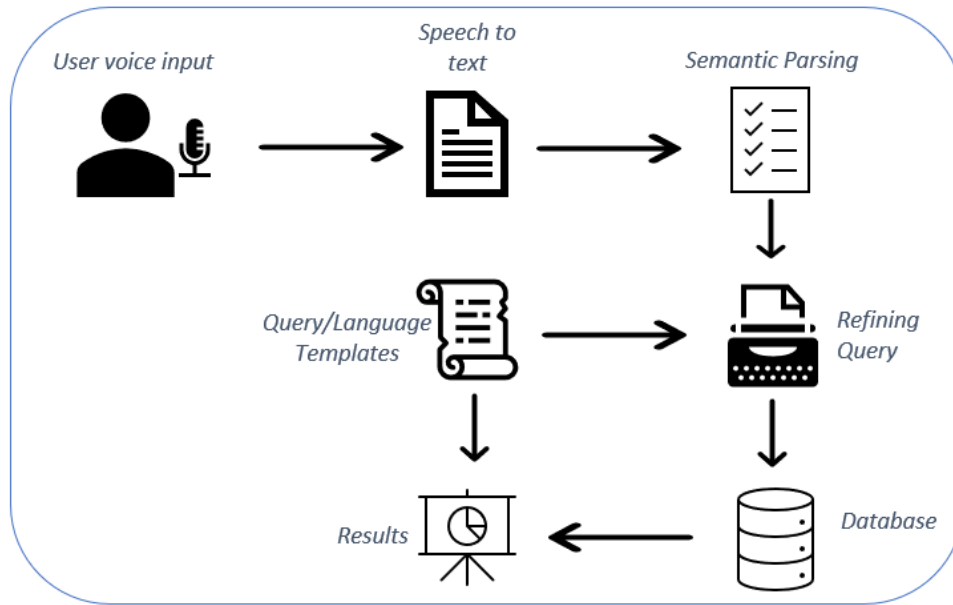 User voice input
Speech to
text
Semantic Parsing
Query/Language
Templates
Refining
Query
Results
Database